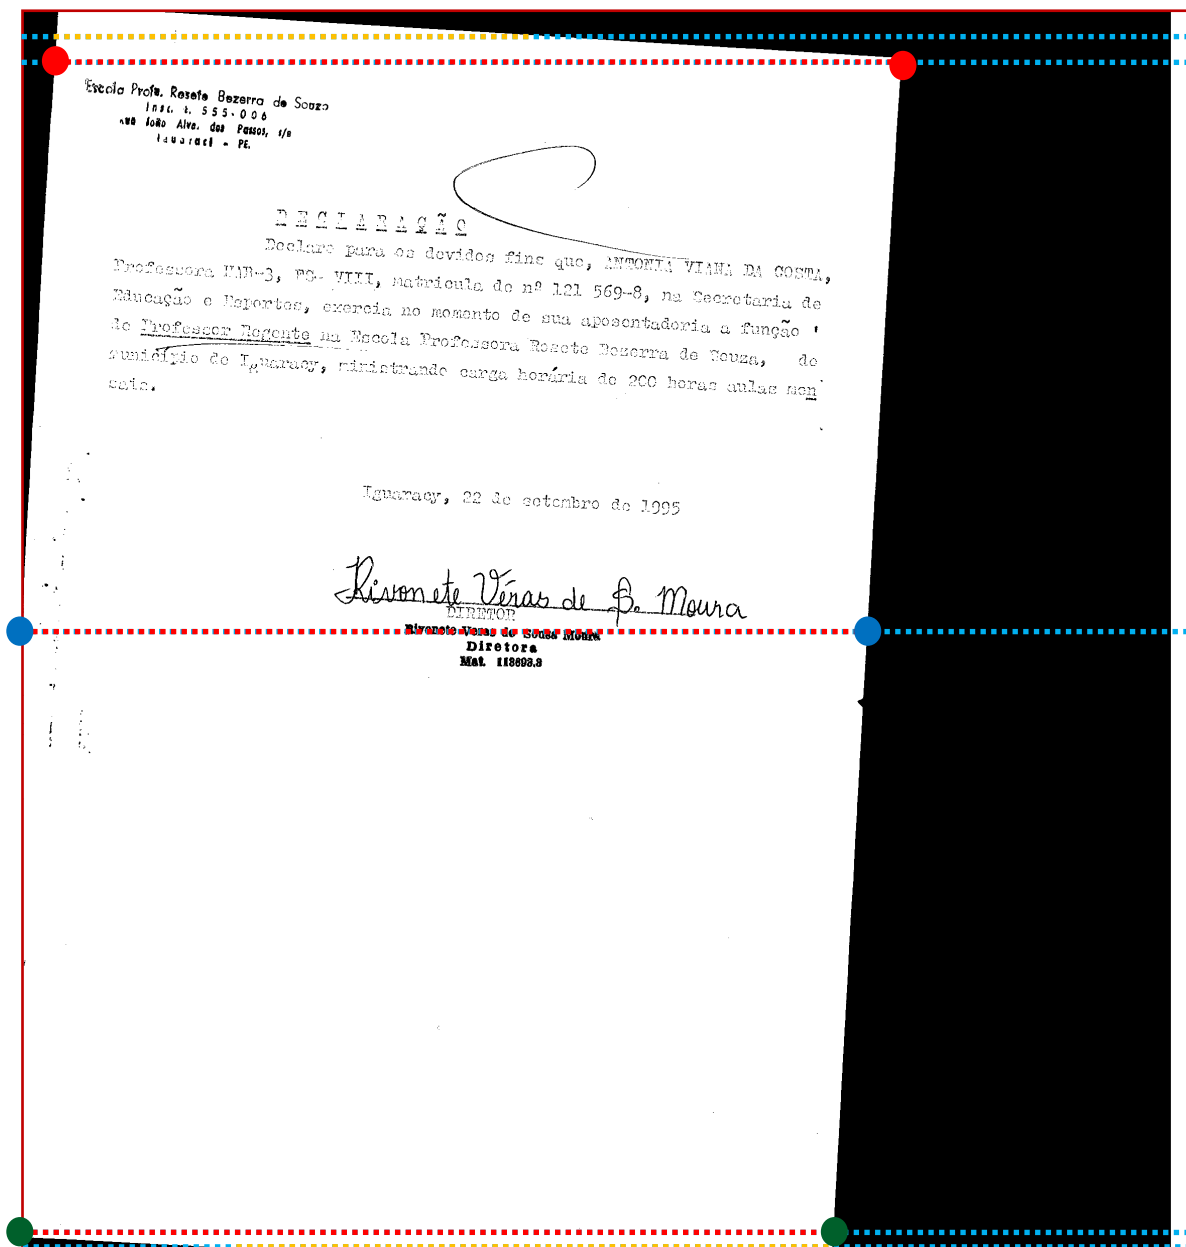 Escola Profa. Rosete Bezerra de Souza
Insc. E. 555-006
Rua João Alve. dos Passos, s/n
Iguaraci - PE.
DECLARAÇÃO
Declaro para os devidos fins que, ANTONIA VIANA DA COSTA,
Professora MAB-3, VIII, matricula de nº 121 569-8, na Secretaria de
Educação e Esportes, exercia no momento de sua aposentadoria a função '
de Professor Regente na Escola Professora Rosete Bezerra de Souza, do
município de Iguaracy, ministrando carga horária de 200 horas aulas men
sais.
Iguaracy, 22 de setembro de 1995
Rivonete Véras de S. Moura
DIRETOR
Rivonete Veras de Sousa Moura
Diretora
Mat. 113693.3